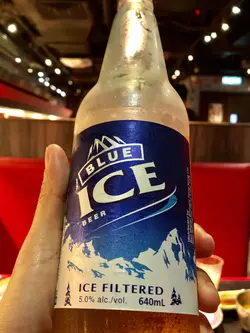 BLUE
ICE
BEER
ICE FILTERED
5.0% alc./vol. 640mL